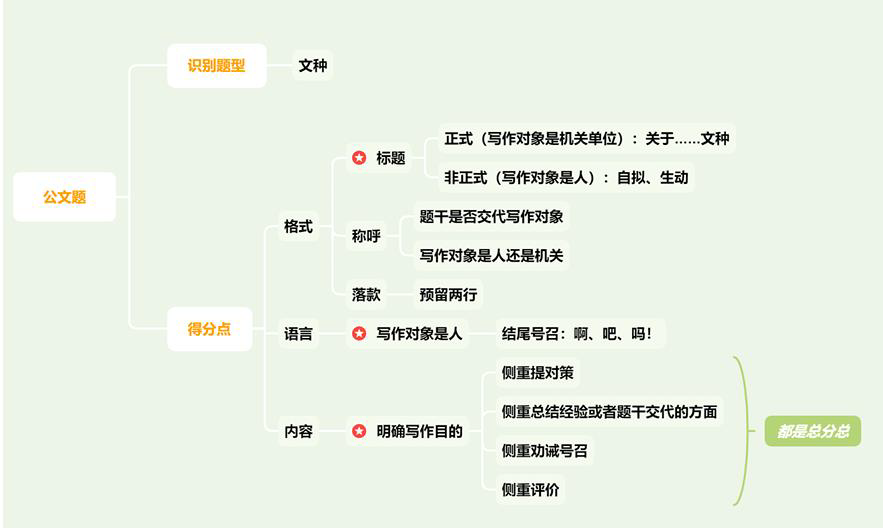 公文题
识别题型
文种
得分点
格式
标题
正式（写作对象是机关单位）：关于……文种
非正式（写作对象是人）：自拟、生动
称呼
题干是否交代写作对象
写作对象是人还是机关
落款
预留两行
语言
写作对象是人
结尾号召：啊、吧、吗！
内容
明确写作目的
侧重提对策
侧重总结经验或者题干交代的方面
侧重劝诫号召
侧重评价
都是总分总